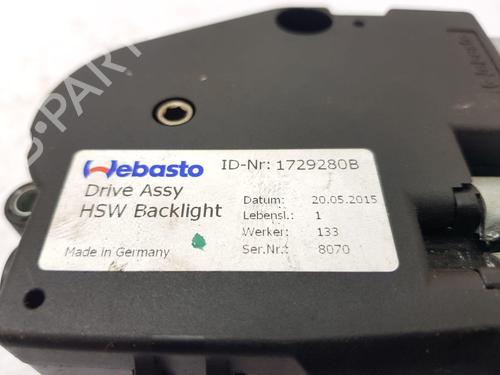 Webasto
Webasto
ID-Nr: 1729280B
Drive Assy
HSW Backlight
Datum: 20.05.2015
Lebensl.: 1
Werker: 133
Ser.Nr.: 8070
Made in Germany